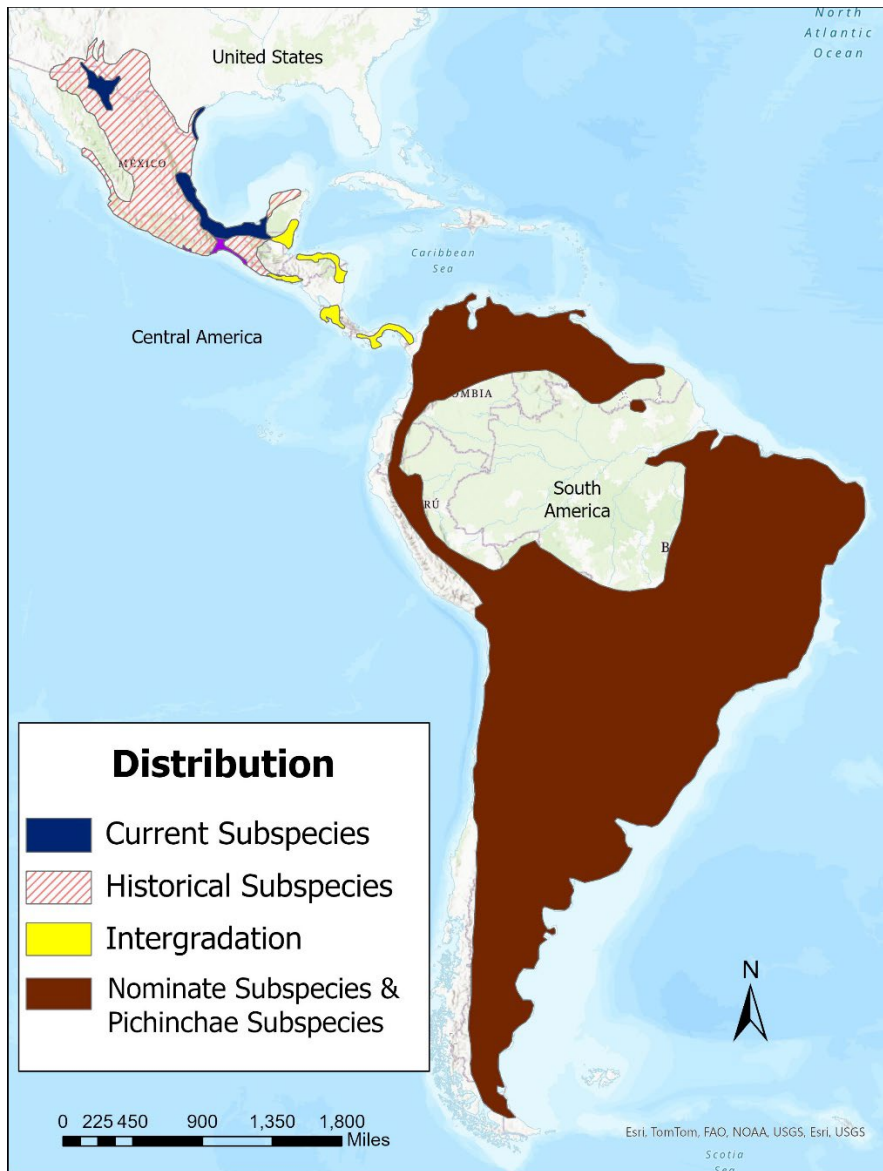 North
Atlantic
Ocean
United States
MÉXICO
Caribbean
Sea
Central America
OMBIA
South
America
RÚ
B
Distribution
Current Subspecies
Historical Subspecies
Intergradation
Nominate Subspecies &
Pichinchae Subspecies
N
0 225 450 900 1,350 1,800
Miles
Esri, TomTom, FAO, NOAA, USGS, Esri, USGS
Scotia
Sea